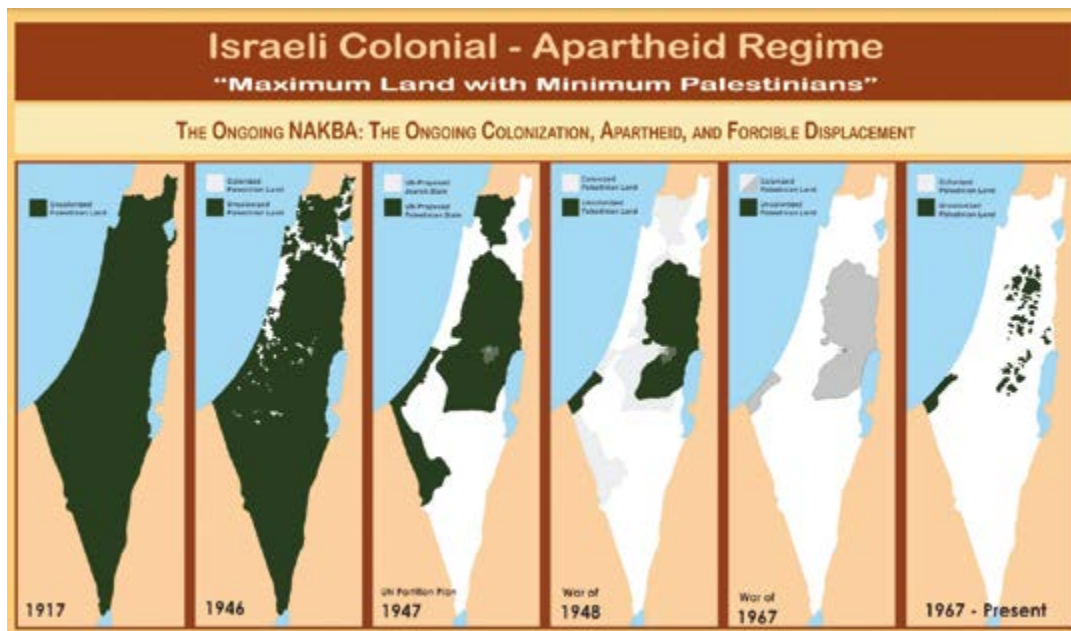 Israeli Colonial - Apartheid Regime
“Maximum Land with Minimum Palestinians”
THE ONGOING NAKBA: THE ONGOING COLONIZATION, APARTHEID, AND FORCIBLE DISPLACEMENT
Uncolonized
Palestinian Land
1917
Colonized
Palestinian Land
Uncolonized
Palestinian Land
1946
UN-Proposed
Jewish State
UN-Proposed
Palestinian State
UN Partition Plan
1947
Colonized
Palestinian Land
Uncolonized
Palestinian Land
War of
1948
Colonized
Palestinian Land
Uncolonized
Palestinian Land
War of
1967
Colonized
Palestinian Land
Uncolonized
Palestinian Land
1967 - Present